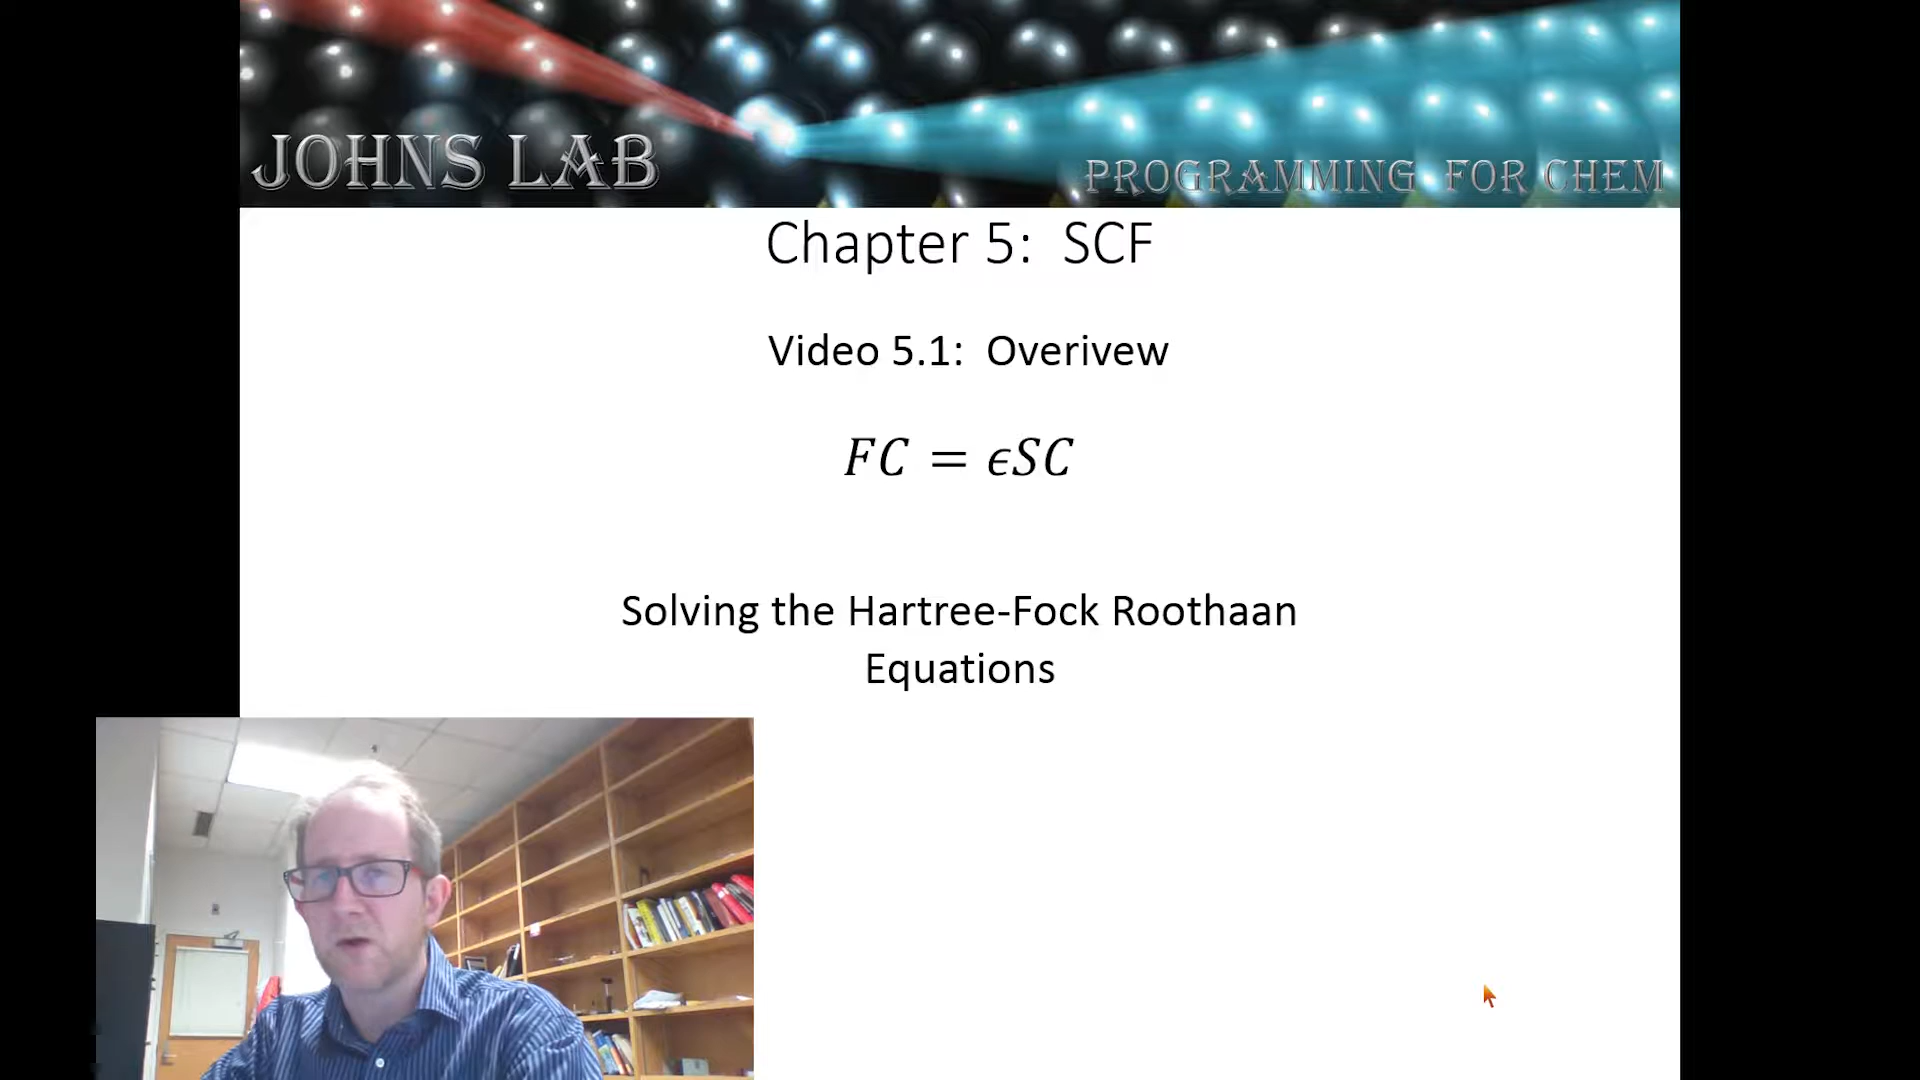 JOHNS LAB
PROGRAMMING FOR CHEM
Chapter 5: SCF
Video 5.1: Overivew
FC = ϵSC
Solving the Hartree-Fock Roothaan
Equations